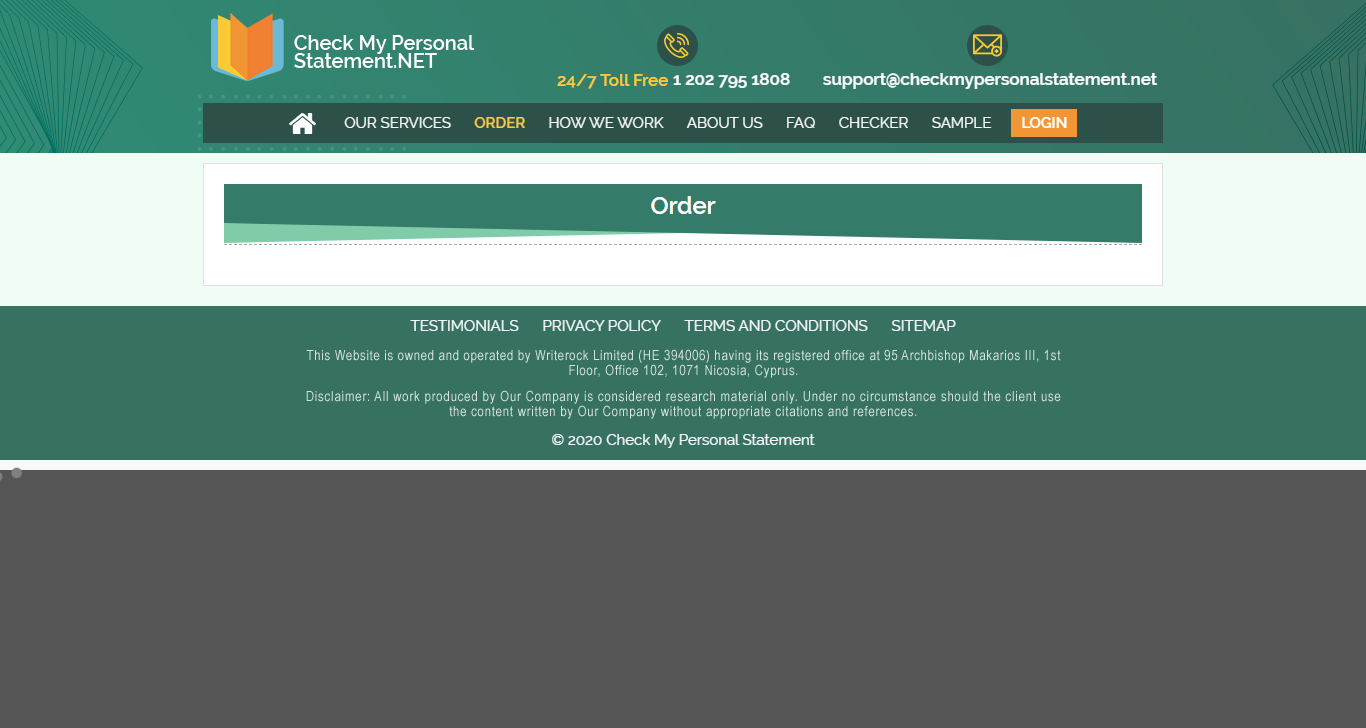 Check My Personal
Statement.NET
24/7 Toll Free 1 202 795 1808
support@checkmypersonalstatement.net
OUR SERVICES ORDER HOW WE WORK ABOUT US FAQ CHECKER SAMPLE LOGIN
Order
TESTIMONIALS PRIVACY POLICY TERMS AND CONDITIONS SITEMAP
This Website is owned and operated by Writerock Limited (HE 394006) having its registered office at 95 Archbishop Makarios III, 1st
Floor, Office 102, 1071 Nicosia, Cyprus.
Disclaimer: All work produced by Our Company is considered research material only. Under no circumstance should the client use
the content written by Our Company without appropriate citations and references.
© 2020 Check My Personal Statement